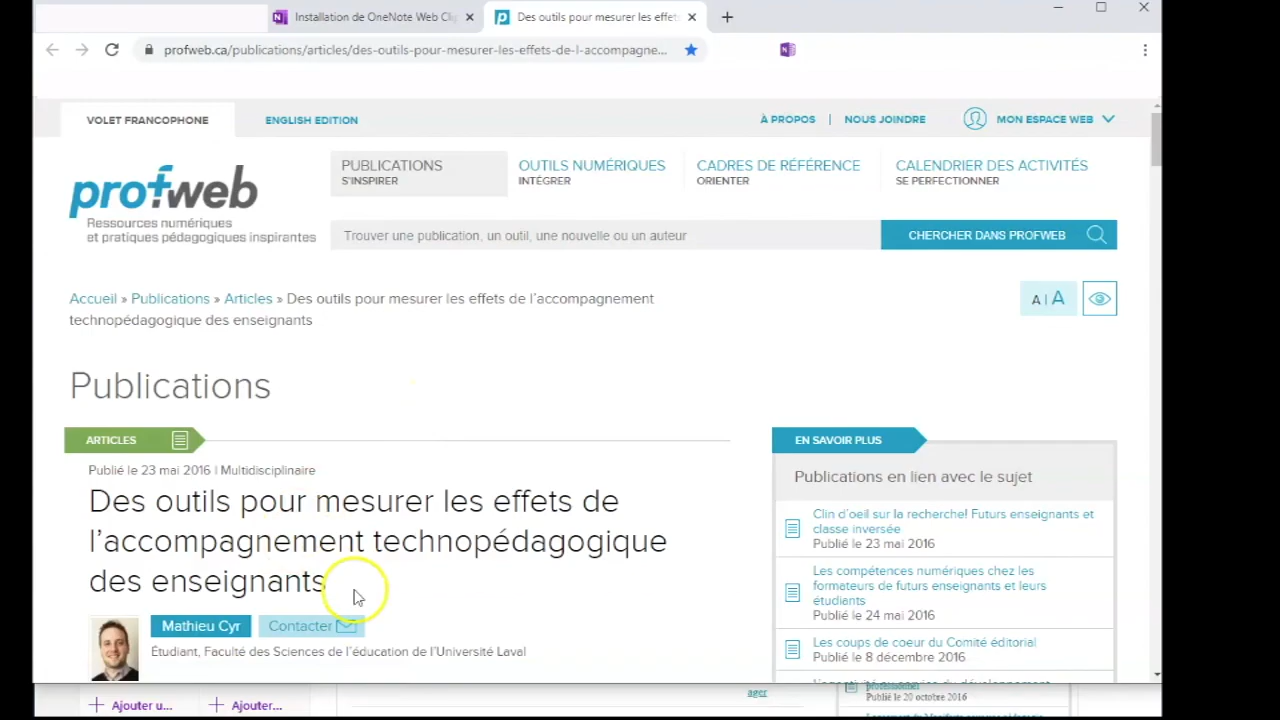 Installation de OneNote Web Cli
Des outils pour mesurer les effet
profweb.ca/publications/articles/des-outils-pour-mesurer-les-effets-de-l-accompagne...
VOLET FRANCOPHONE
ENGLISH EDITION
À PROPOS | NOUS JOINDRE
MON ESPACE WEB
profweb
Ressources numériques
et pratiques pédagogiques inspirantes
PUBLICATIONS
S'INSPIRER
OUTILS NUMÉRIQUES
INTÉGRER
CADRES DE RÉFÉRENCE
ORIENTER
CALENDRIER DES ACTIVITÉS
SE PERFECTIONNER
Trouver une publication, un outil, une nouvelle ou un auteur
CHERCHER DANS PROFWEB
Accueil » Publications » Articles » Des outils pour mesurer les effets de l'accompagnement
technopédagogique des enseignants
A | A
Publications
ARTICLES
Publié le 23 mai 2016 | Multidisciplinaire
Des outils pour mesurer les effets de
l'accompagnement technopédagogique
des enseignants
Mathieu Cyr
Contacter
Étudiant, Faculté des Sciences de l'éducation de l'Université Laval
EN SAVOIR PLUS
Publications en lien avec le sujet
Clin d'oeil sur la recherche! Futurs enseignants et
classe inversée
Publié le 23 mai 2016
Les compétences numériques chez les
formateurs de futurs enseignants et leurs
étudiants
Publié le 24 mai 2016
Les coups de coeur du Comité éditorial
Publié le 8 décembre 2016
+ Ajouter u...
+ Ajouter...
ager
Publié le 20 octobre 2016